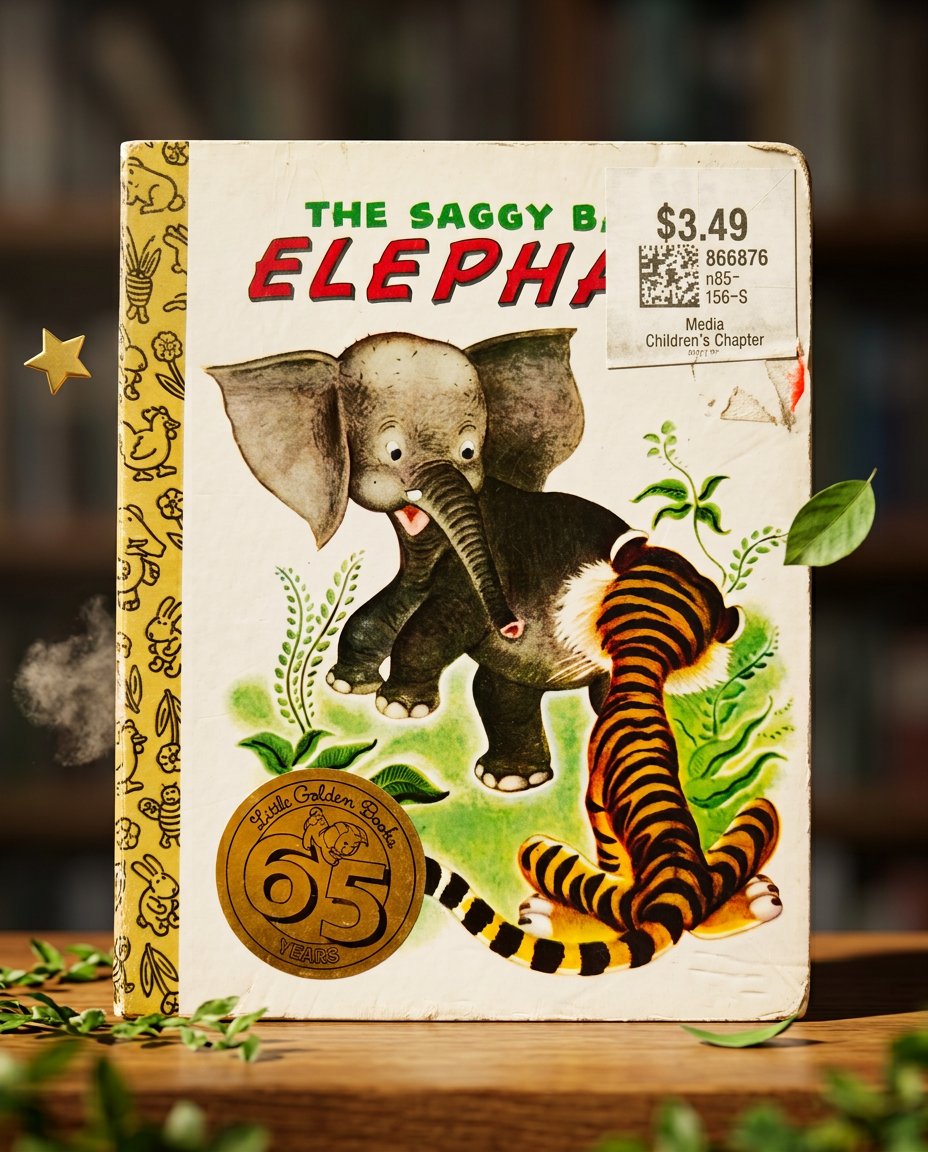 THE SAGGY BA
ELEPHA
$3.49
866876
n85-
156-S
Media
Children's Chapter
Little Golden Books
65
YEARS